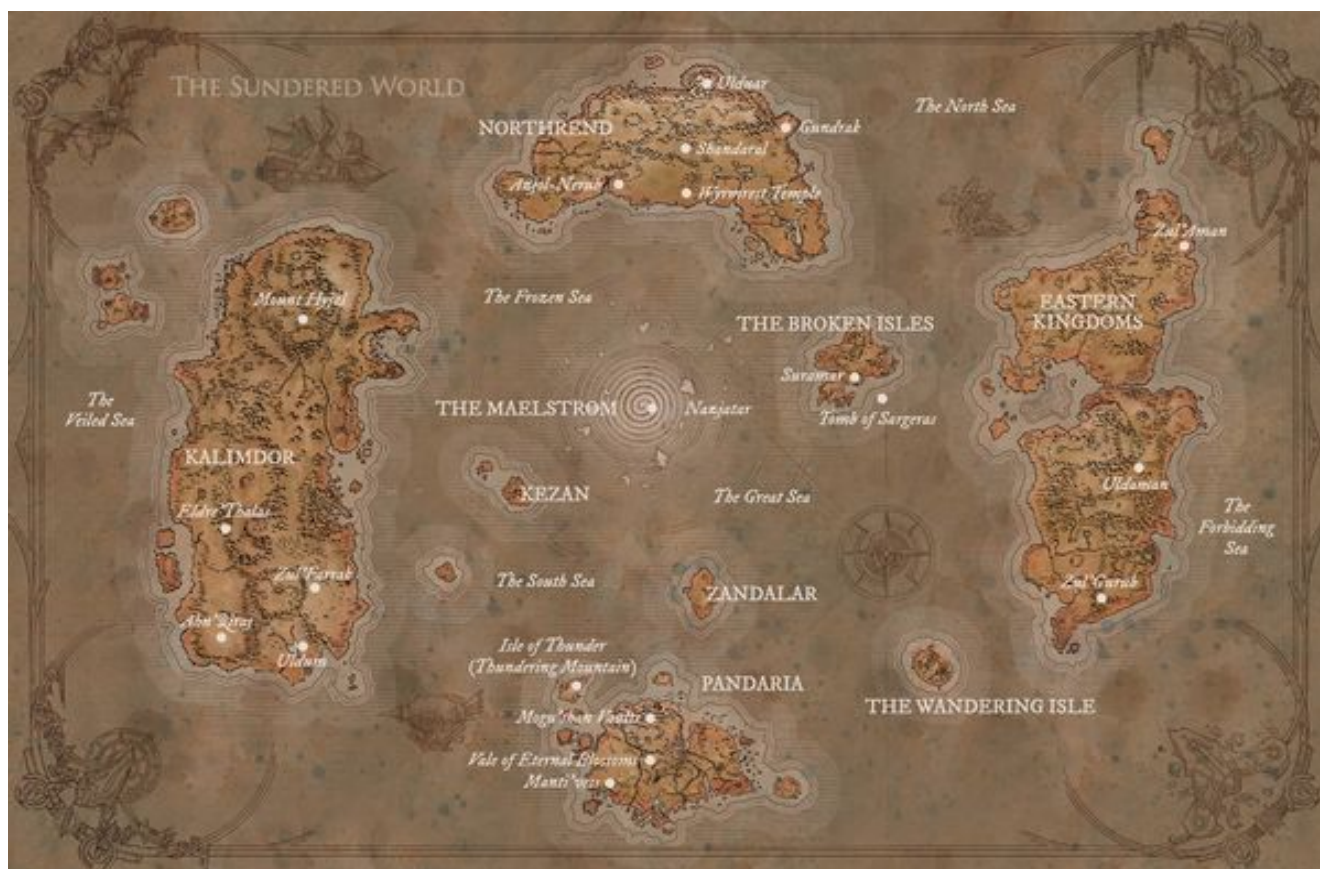 THE SUNDERED WORLD
Ulduar
The North Sea
NORTHREND
Gundrak
Shandaral
Anjol-Nerub
Wyrmrest Temple
Zul'Aman
Mount Hyjal
The Frozen Sea
EASTERN
KINGDOMS
THE BROKEN ISLES
Suramar
The
Veiled Sea
THE MAELSTROM
Nazjatar
Tomb of Sargeras
KALIMDOR
Uldaman
KEZAN
The Great Sea
Eldre'Thalas
The
Forbidding
Sea
Zul'Farrak
The South Sea
ZANDALAR
Zul'Gurub
Ahn'Qiraj
Uldum
Isle of Thunder
(Thundering Mountain)
PANDARIA
THE WANDERING ISLE
Mogu'shan Vaults
Vale of Eternal Blossoms
Manti'vess